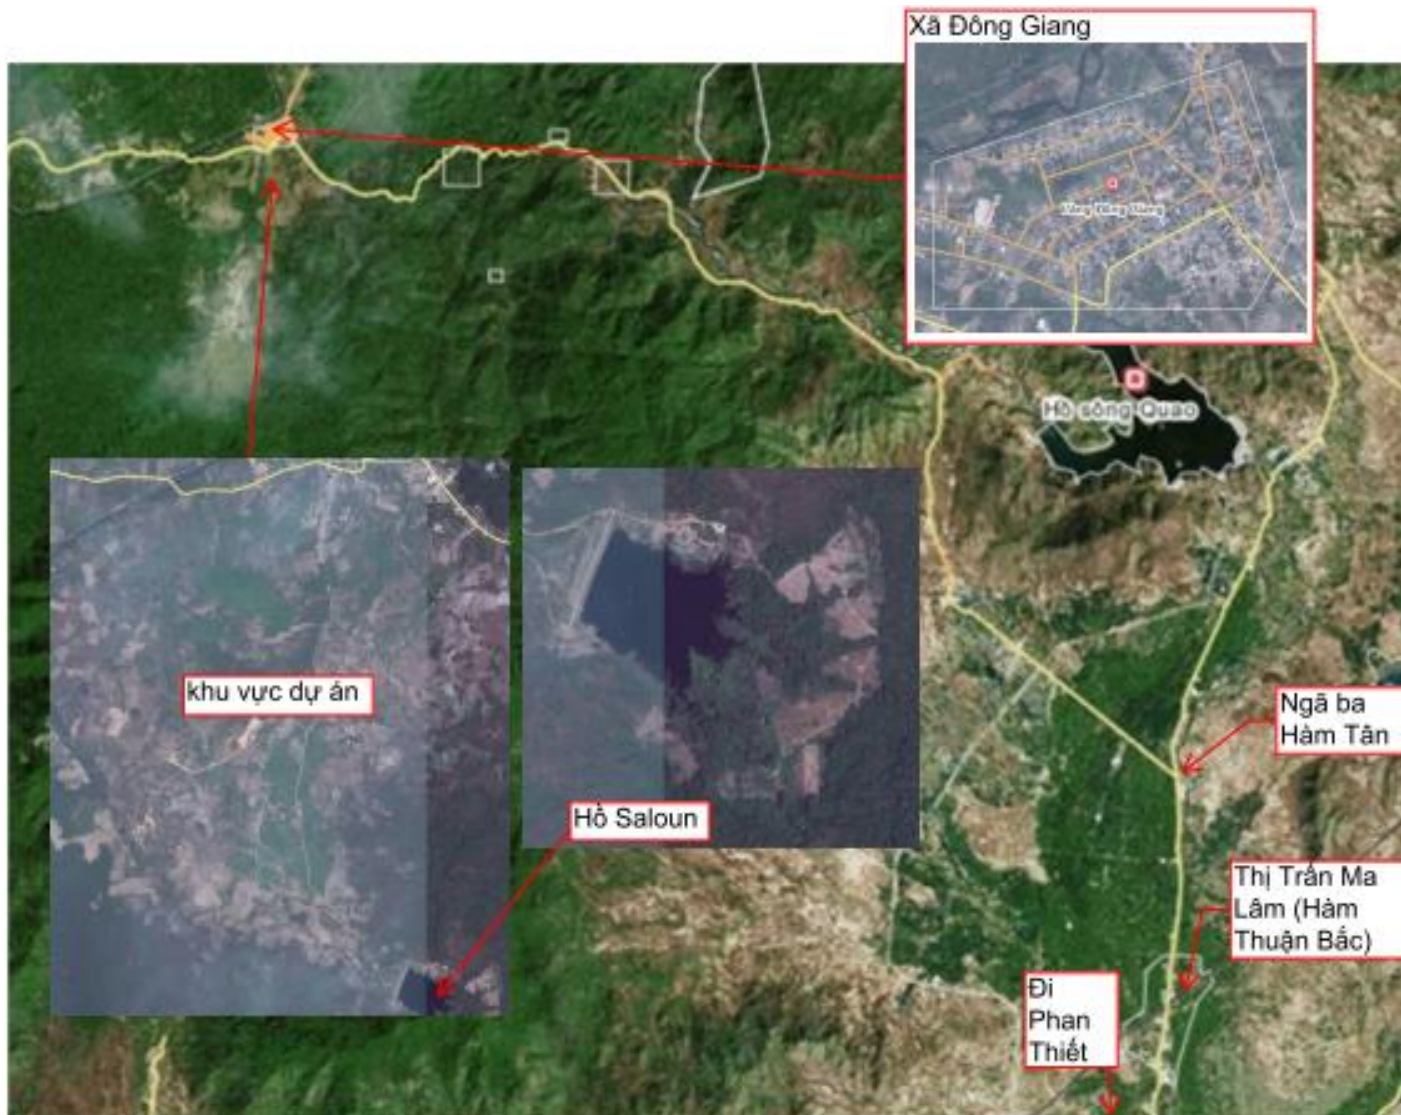 Xã Đông Giang
Hồ sông Quao
khu vực dự án
Ngã ba
Hàm Tân
Hồ Saloun
Thị Trấn Ma
Lâm (Hàm
Thuận Bắc)
Đi
Phan
Thiết